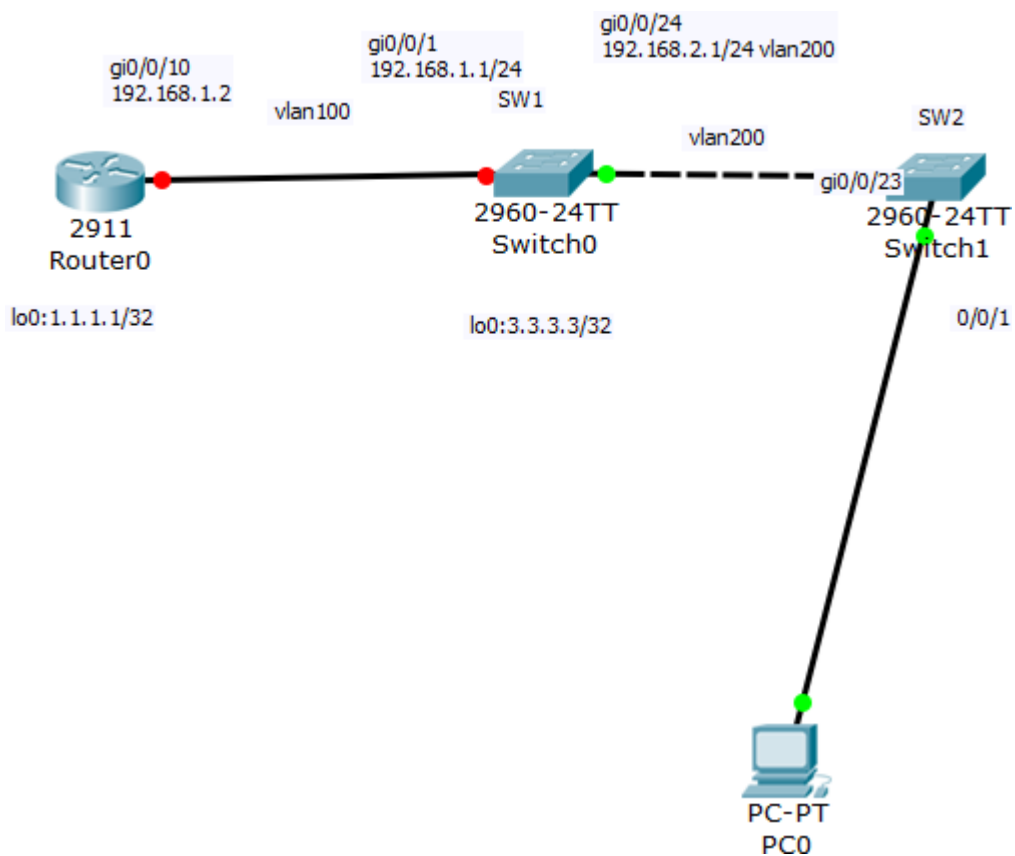 gi0/0/24
192.168.2.1/24 vlan200
gi0/0/1
192.168.1.1/24
gi0/0/10
192.168.1.2
SW1
vlan100
SW2
vlan200
gi0/0/23
2911
Router0
2960-24TT
Switch0
2960-24TT
Switch1
lo0:1.1.1.1/32
lo0:3.3.3.3/32
0/0/1
PC-PT
PC0